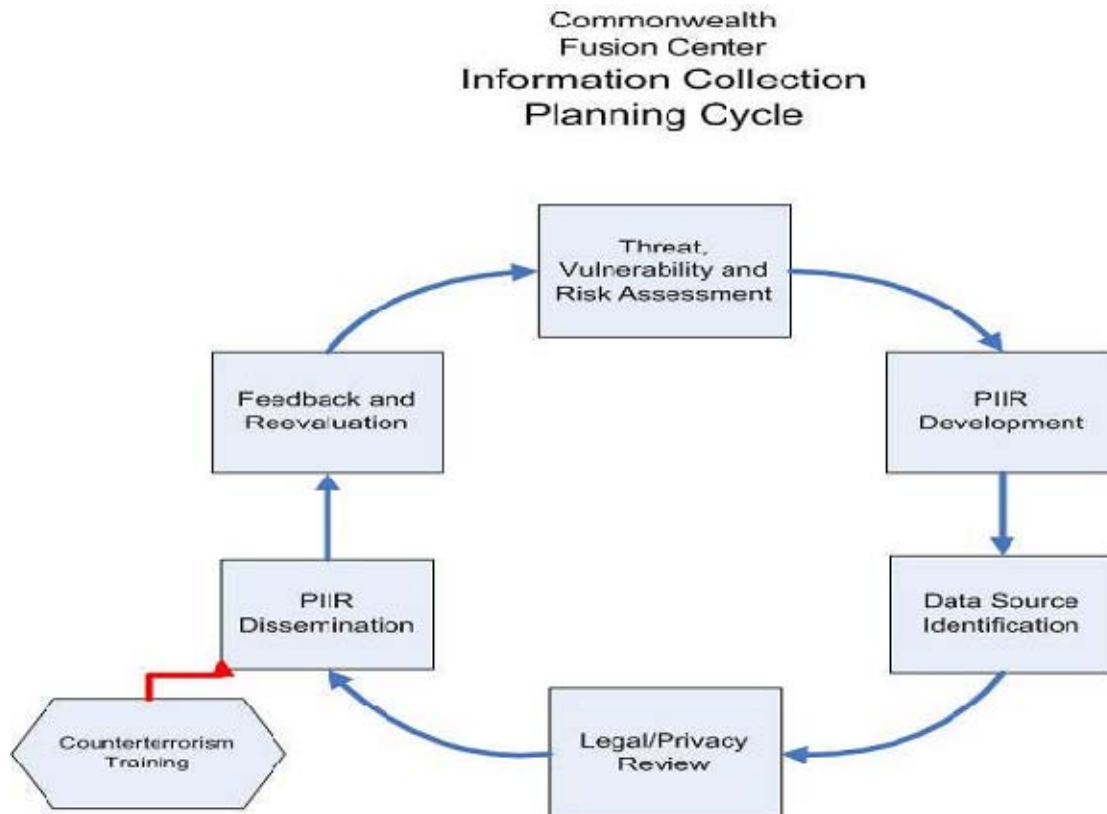 Commonwealth
Fusion Center
Information Collection
Planning Cycle
Threat,
Vulnerability and
Risk Assessment
PIIR
Development
Data Source
Identification
Legal/Privacy
Review
PIIR
Dissemination
Feedback and
Reevaluation
Counterterrorism
Training